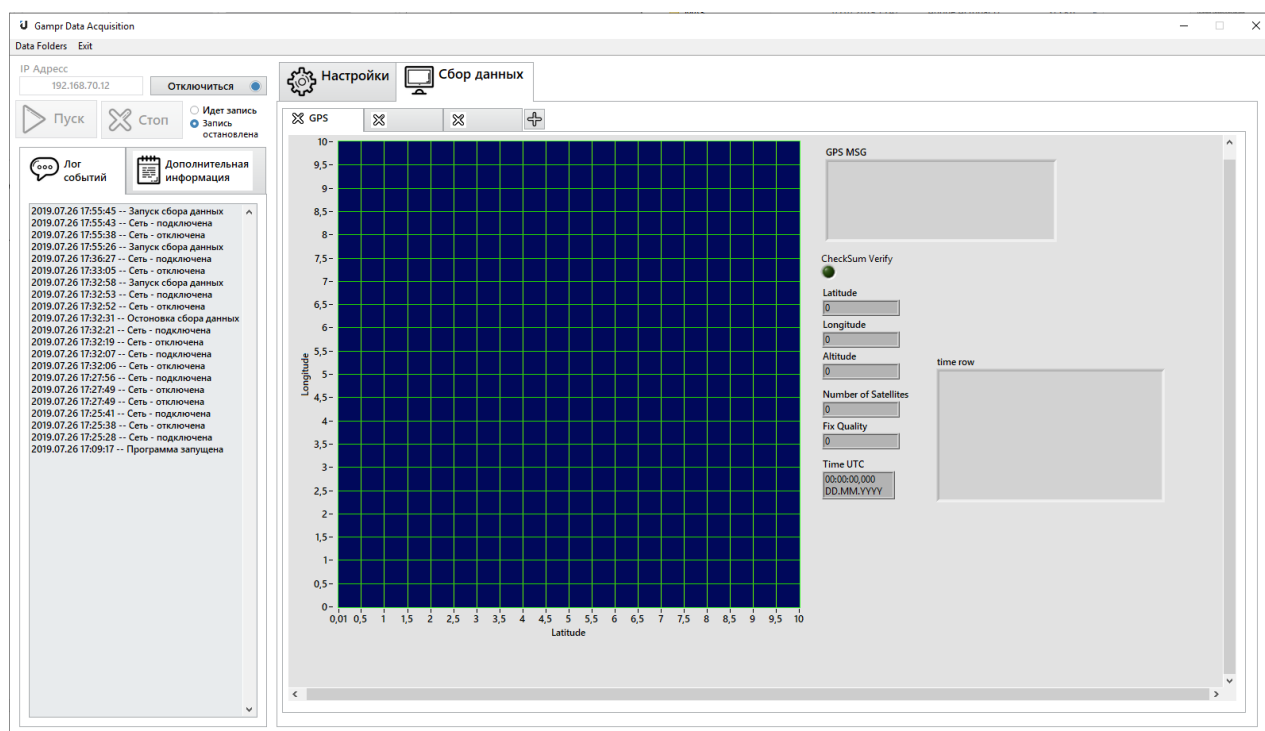 Gampr Data Acquisition
Data Folders Exit
IP Адресс
192.168.70.12
Отключиться
Пуск
Стоп
Идет запись
Запись
остановлена
Лог
событий
Дополнительная
информация
2019.07.26 17:55:45 -- Запуск сбора данных
2019.07.26 17:55:43 -- Сеть - подключена
2019.07.26 17:55:38 -- Сеть - отключена
2019.07.26 17:55:26 -- Запуск сбора данных
2019.07.26 17:36:27 -- Сеть - подключена
2019.07.26 17:33:05 -- Сеть - отключена
2019.07.26 17:32:58 -- Запуск сбора данных
2019.07.26 17:32:53 -- Сеть - подключена
2019.07.26 17:32:52 -- Сеть - отключена
2019.07.26 17:32:31 -- Остоновка сбора данных
2019.07.26 17:32:21 -- Сеть - подключена
2019.07.26 17:32:19 -- Сеть - отключена
2019.07.26 17:32:07 -- Сеть - подключена
2019.07.26 17:32:06 -- Сеть - отключена
2019.07.26 17:27:56 -- Сеть - подключена
2019.07.26 17:27:49 -- Сеть - отключена
2019.07.26 17:27:49 -- Сеть - отключена
2019.07.26 17:25:41 -- Сеть - подключена
2019.07.26 17:25:38 -- Сеть - отключена
2019.07.26 17:25:28 -- Сеть - подключена
2019.07.26 17:09:17 -- Программа запущена
Настройки
Сбор данных
GPS
10
9,5
9
8,5
8
7,5
7
6,5
6
5,5
5
4,5
4
3,5
3
2,5
2
1,5
1
0,5
0
Longitude
0,01 0,5 1 1,5 2 2,5 3 3,5 4 4,5 5 5,5 6 6,5 7 7,5 8 8,5 9 9,5 10
Latitude
GPS MSG
CheckSum Verify
Latitude
0
Longitude
0
Altitude
0
Number of Satellites
0
Fix Quality
0
Time UTC
00:00:00,000
DD.MM.YYYY
time row